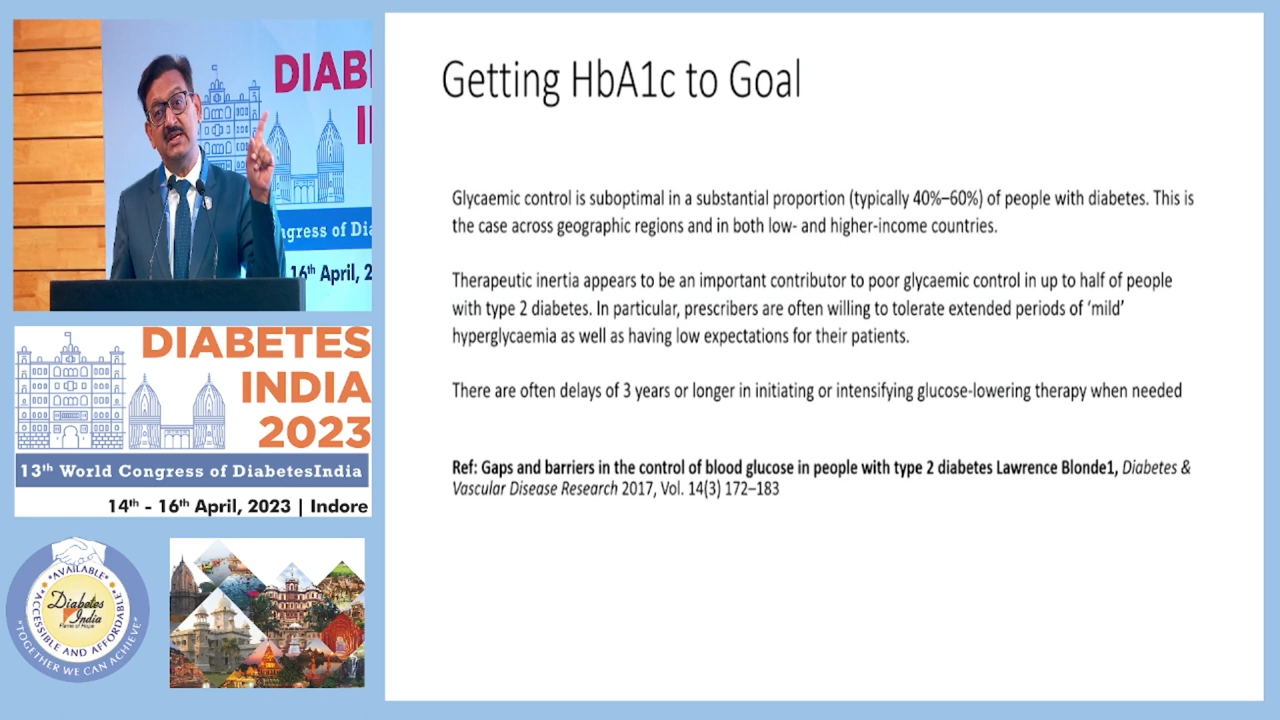 DIAB
I
ngress of Dia
16th April, 2
DIABETES
INDIA
2023
13th World Congress of DiabetesIndia
14th - 16th April, 2023 | Indore
*AVAILABLE*
*ACCESSIBLE AND AFFORDABLE*
Diabetes
India
"TOGETHER WE CAN ACHIEVE"
Getting HbA1c to Goal
Glycaemic control is suboptimal in a substantial proportion (typically 40%–60%) of people with diabetes. This is
the case across geographic regions and in both low- and higher-income countries.
Therapeutic inertia appears to be an important contributor to poor glycaemic control in up to half of people
with type 2 diabetes. In particular, prescribers are often willing to tolerate extended periods of ‘mild’
hyperglycaemia as well as having low expectations for their patients.
There are often delays of 3 years or longer in initiating or intensifying glucose-lowering therapy when needed
Ref: Gaps and barriers in the control of blood glucose in people with type 2 diabetes Lawrence Blonde1, Diabetes &
Vascular Disease Research 2017, Vol. 14(3) 172–183